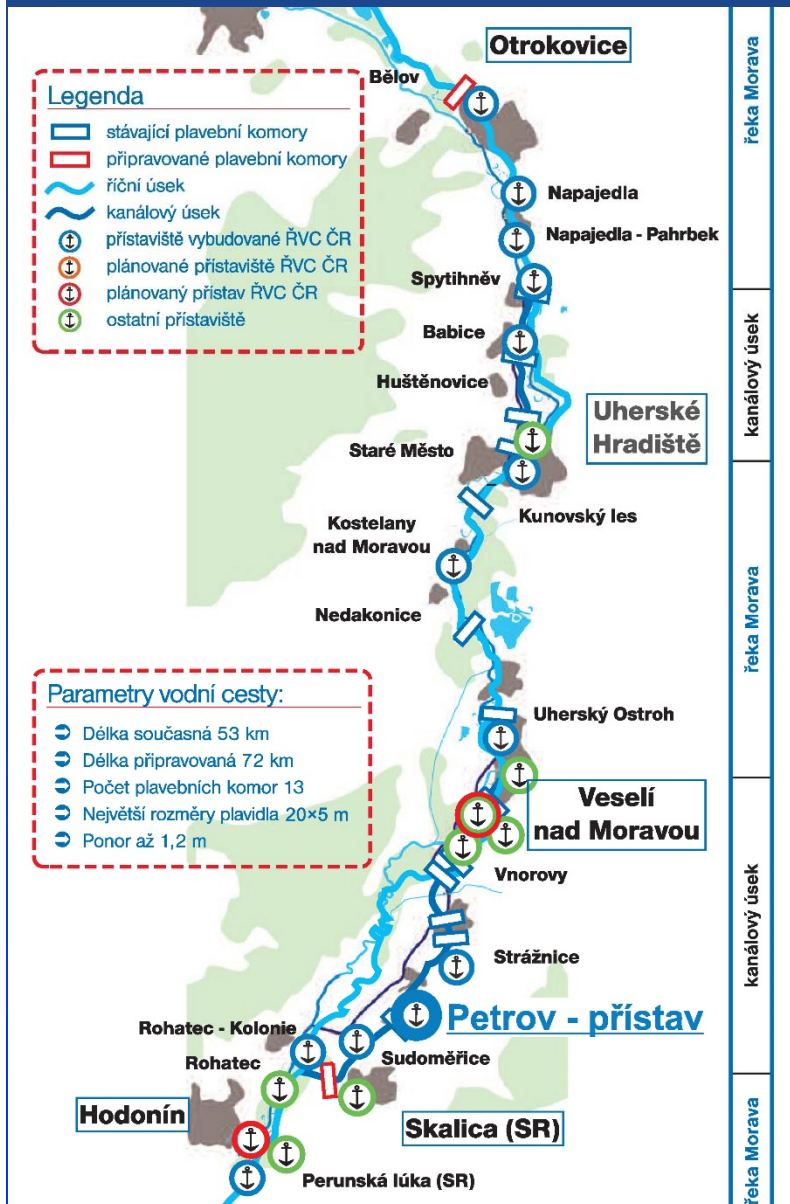 Otrokovice
Bělov
Legenda
stávající plavební komory
připravované plavební komory
říční úsek
kanálový úsek
přístaviště vybudované ŘVC ČR
plánované přístaviště ŘVC ČR
plánovaný přístav ŘVC ČR
ostatní přístaviště
Napajedla
Napajedla - Pahrbek
Spytihněv
Babice
Huštěnovice
Uherské
Hradiště
Staré Město
Kunovský les
Kostelany
nad Moravou
Nedakonice
Parametry vodní cesty:
Délka současná 53 km
Délka připravovaná 72 km
Počet plavebních komor 13
Největší rozměry plavidla 20×5 m
Ponor až 1,2 m
Uherský Ostroh
Veselí
nad Moravou
Vnorovy
Strážnice
Petrov - přístav
Rohatec - Kolonie
Sudoměřice
Rohatec
Hodonín
Skalica (SR)
Perunská lúka (SR)
řeka Morava
kanálový úsek
řeka Morava
kanálový úsek
řeka Morava